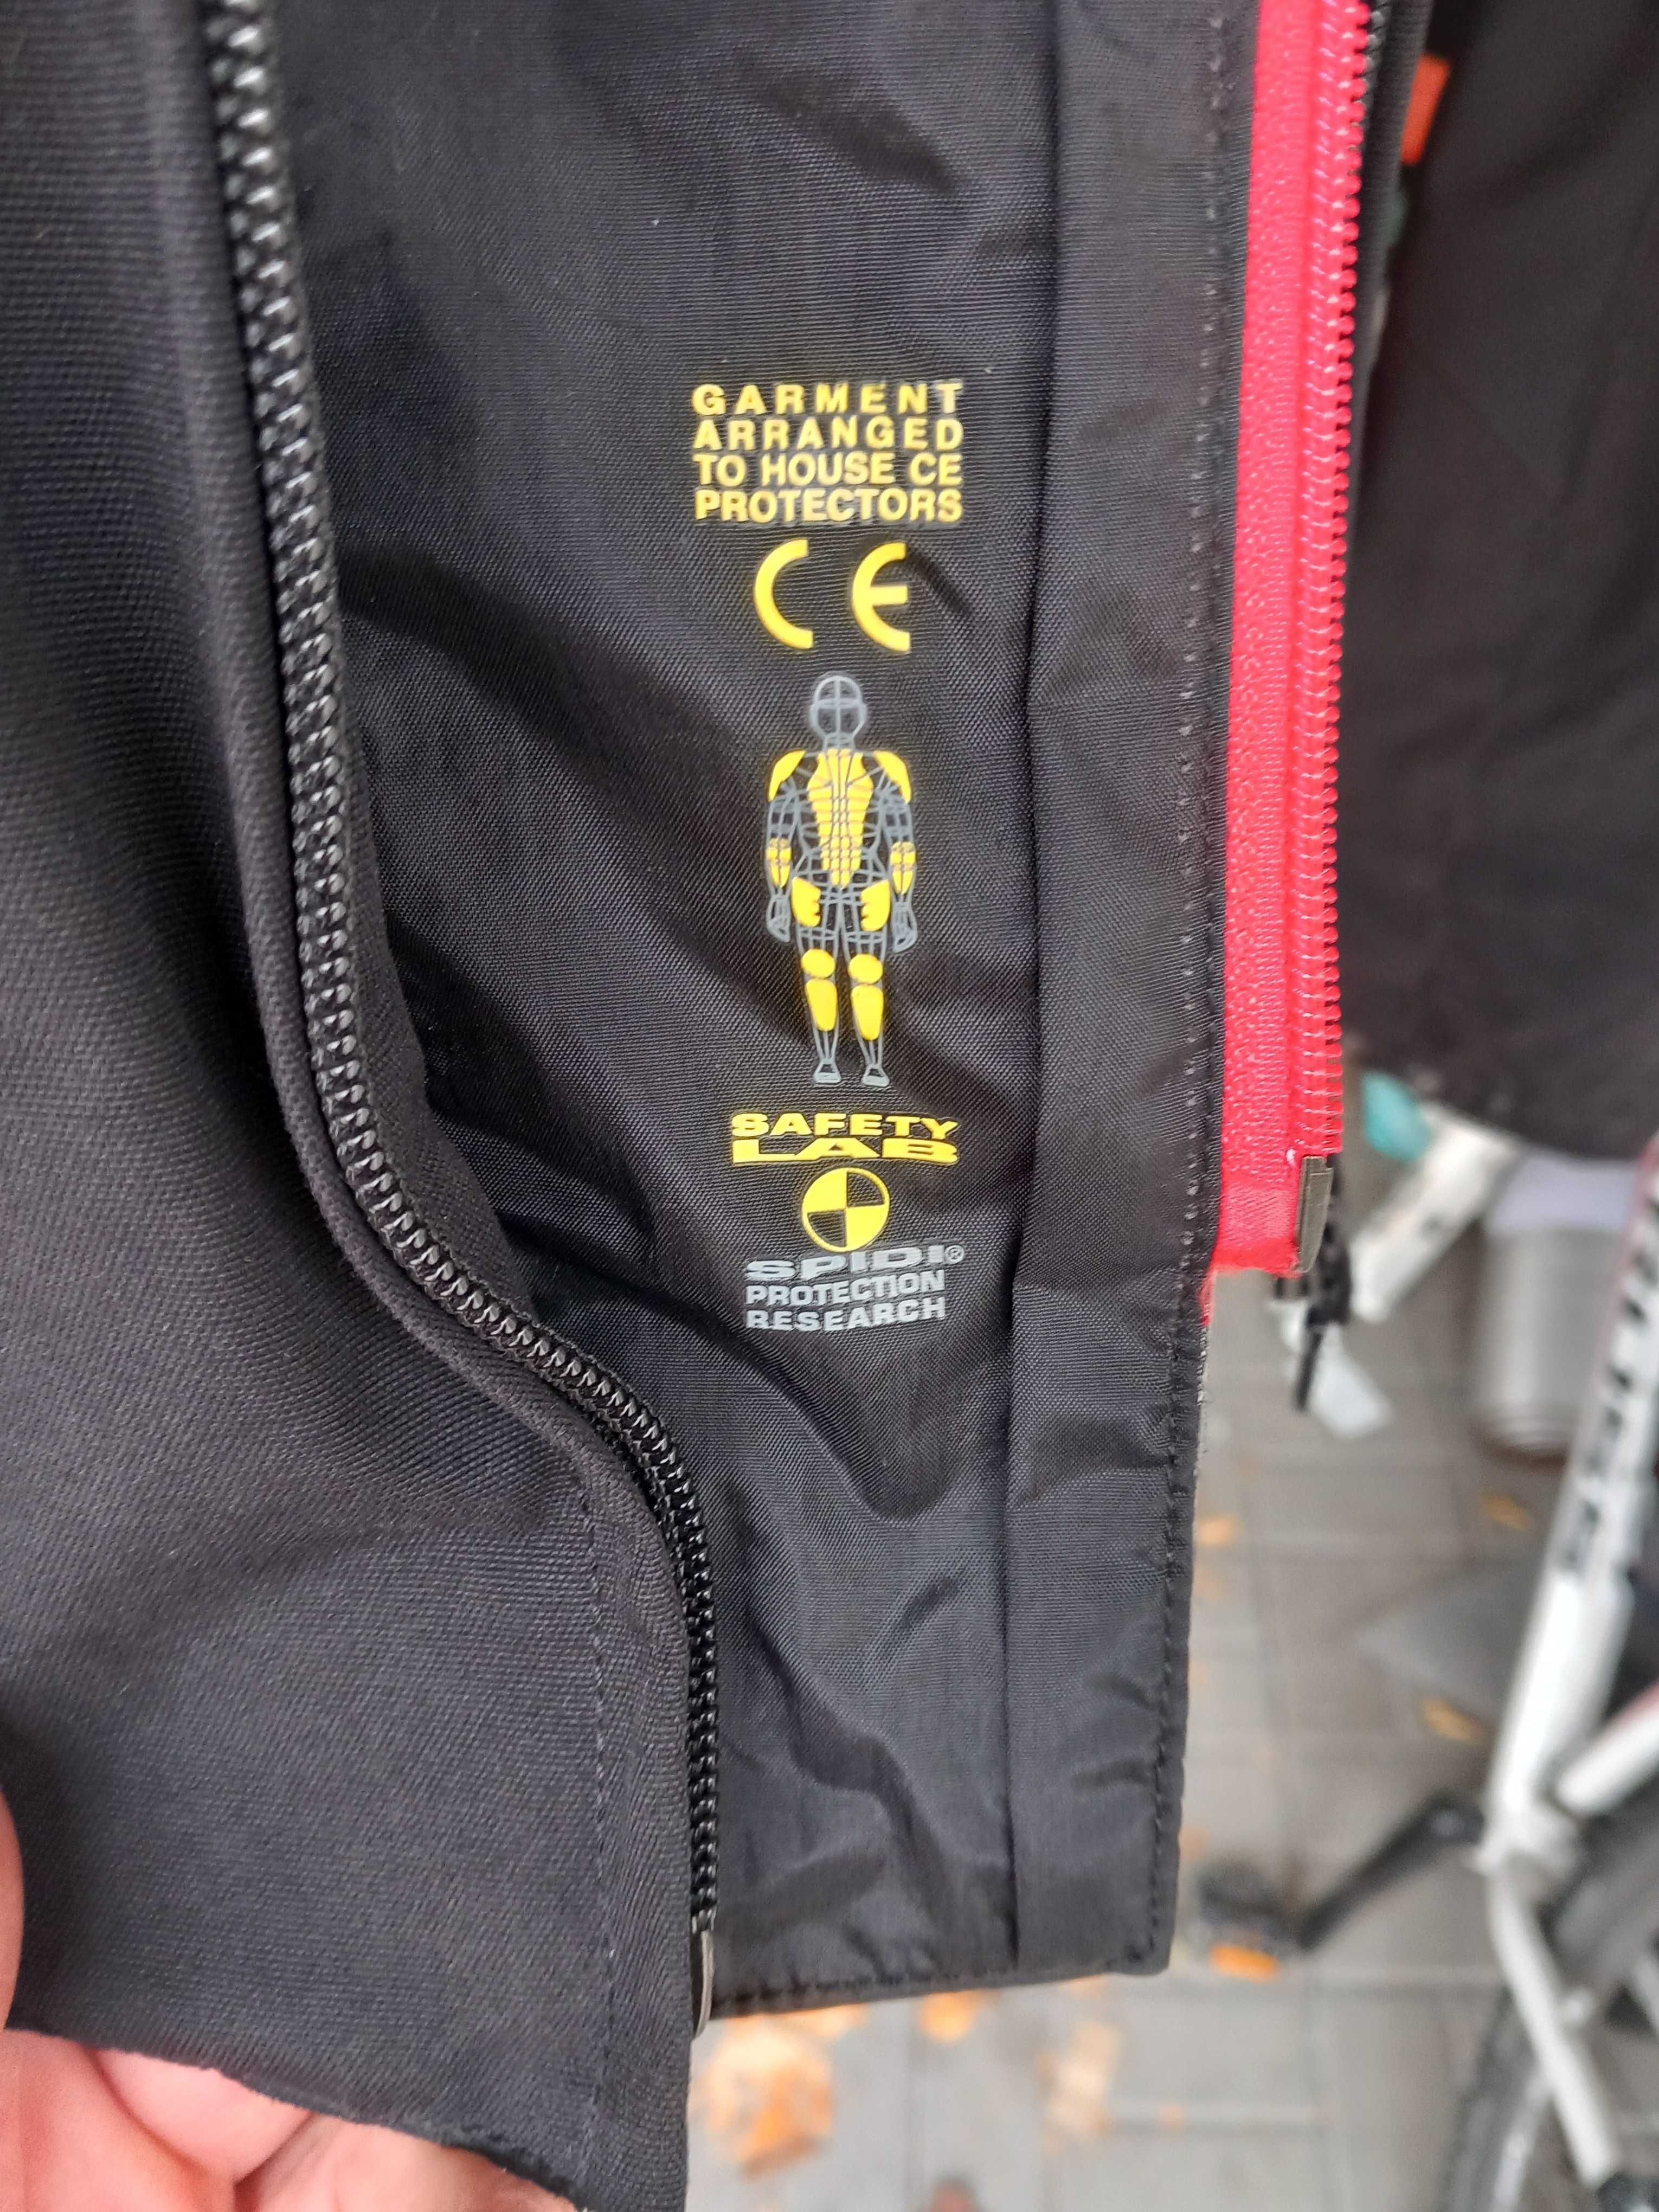 GARMENT
ARRANGED
TO HOUSE CE
PROTECTORS
CE
SAFETY
LAB
SPIDI®
PROTECTION
RESEARCH